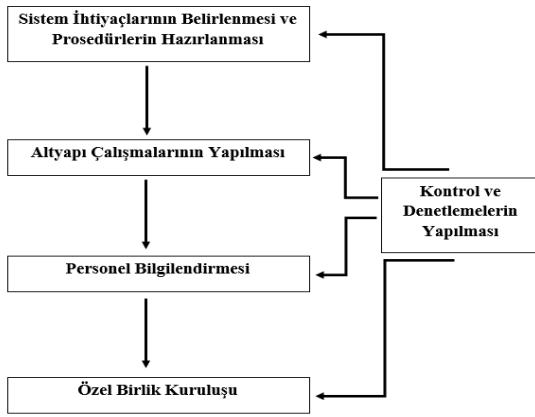 Sistem İhtiyaçlarının Belirlenmesi ve
Prosedürlerin Hazırlanması
Altyapı Çalışmalarının Yapılması
Kontrol ve
Denetlemelerin
Yapılması
Personel Bilgilendirmesi
Özel Birlik Kuruluşu